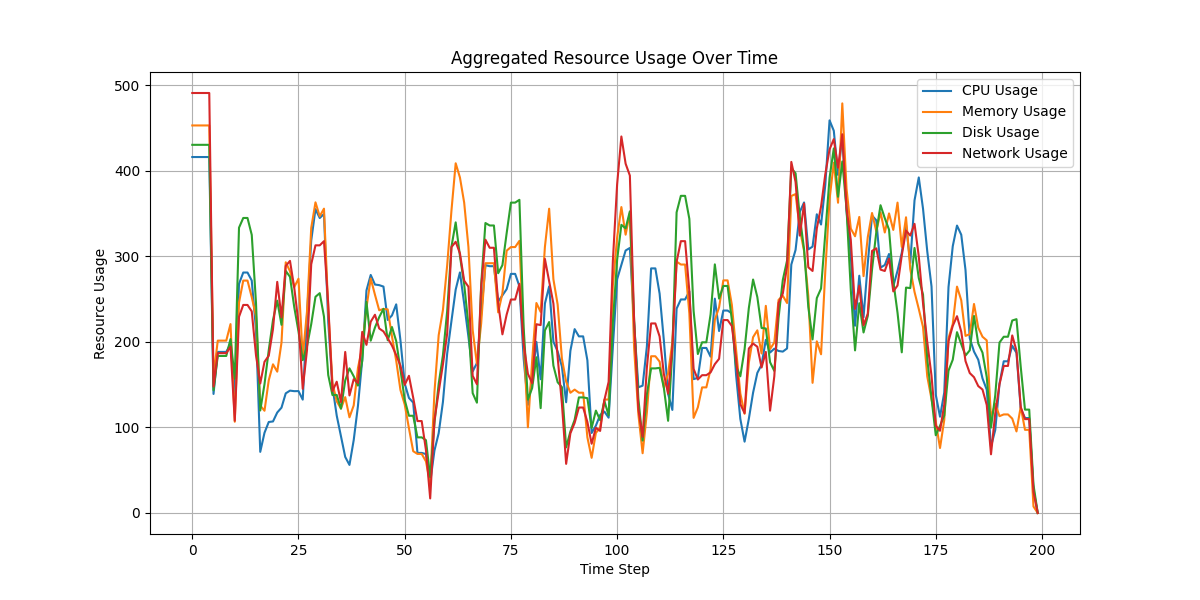 Aggregated Resource Usage Over Time
CPU Usage
Memory Usage
Disk Usage
Network Usage
Resource Usage
500
400
300
200
100
0
0 25 50 75 100 125 150 175 200
Time Step